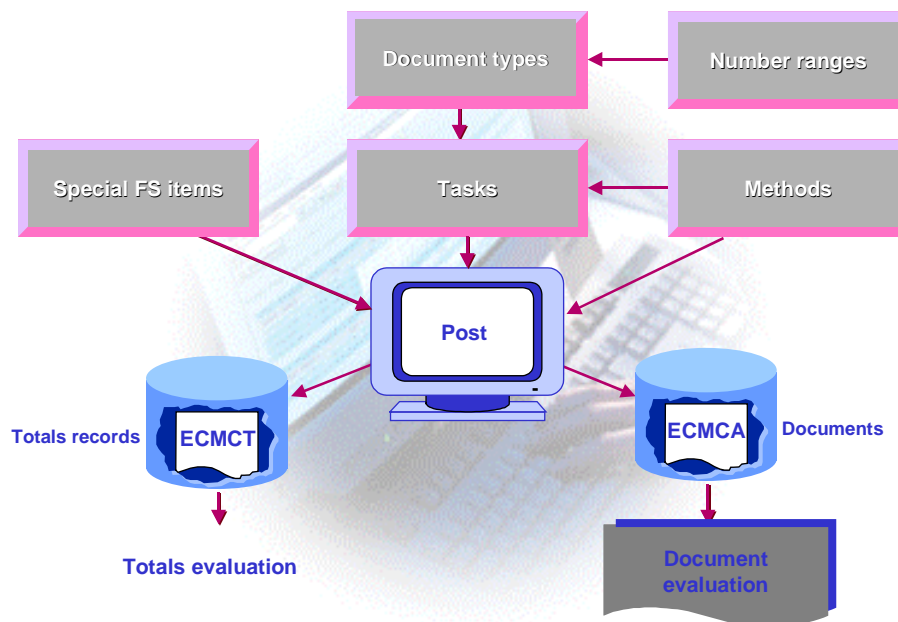 Document types
Number ranges
Special FS items
Tasks
Methods
Post
Totals records
ECMCT
ECMCA
Documents
Totals evaluation
Document
evaluation